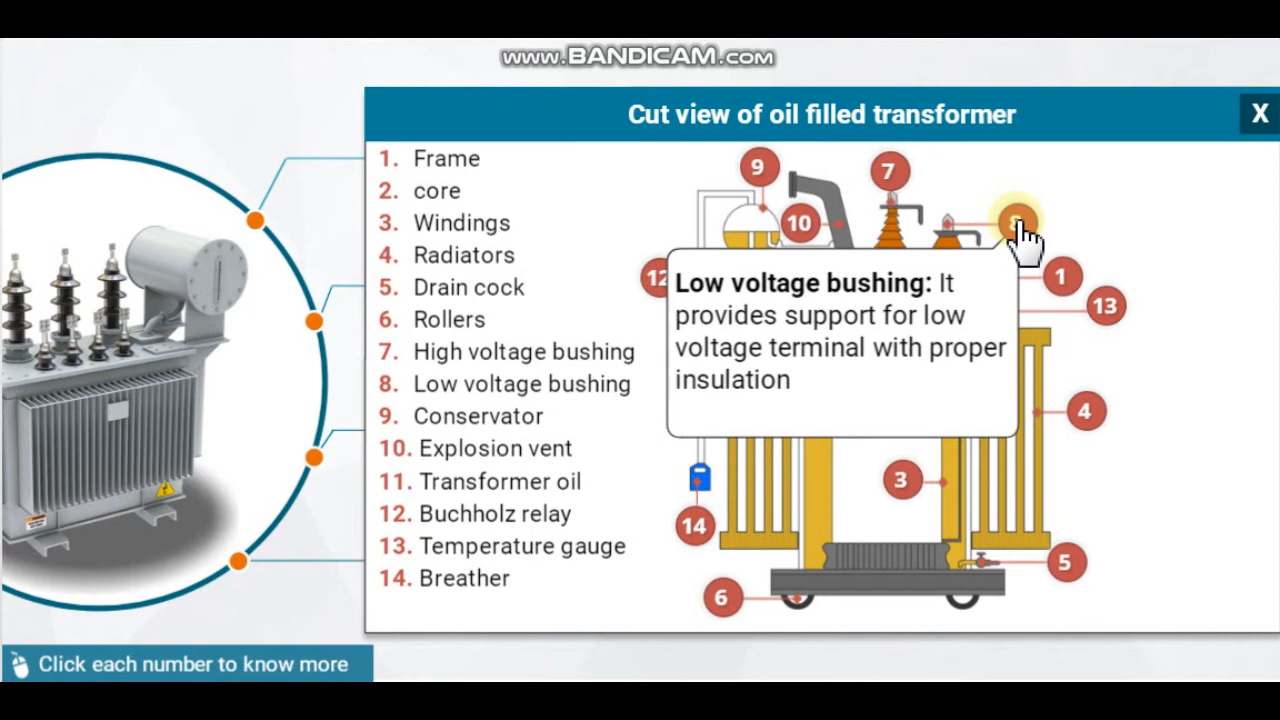 www.BANDICAM.com
Cut view of oil filled transformer
X
1. Frame
2. core
3. Windings
4. Radiators
5. Drain cock
6. Rollers
7. High voltage bushing
8. Low voltage bushing
9. Conservator
10. Explosion vent
11. Transformer oil
12. Buchholz relay
13. Temperature gauge
14. Breather
9
7
10
8
12
1
13
Low voltage bushing: It
provides support for low
voltage terminal with proper
insulation
4
3
14
5
6
Click each number to know more